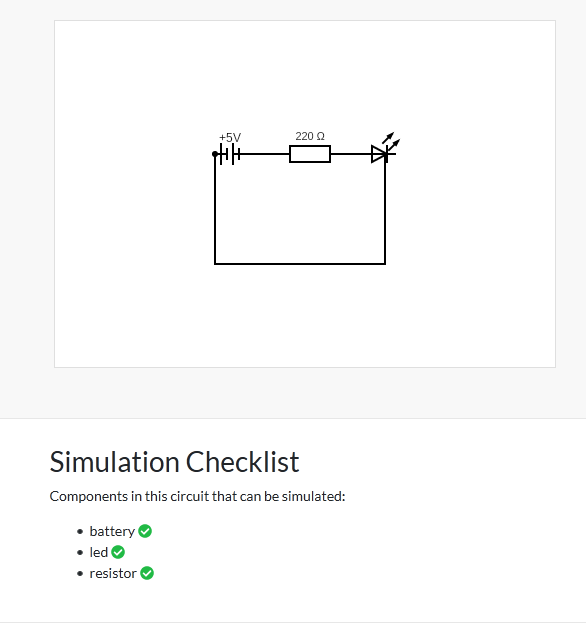 +5V 220 Ω
Simulation Checklist
Components in this circuit that can be simulated:
battery
led
resistor